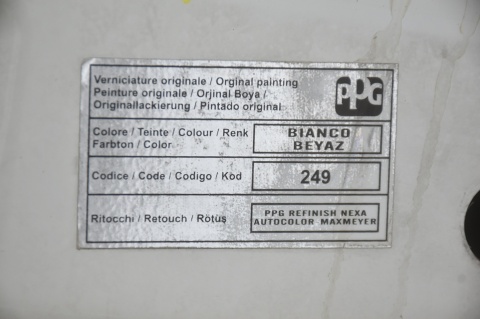 Verniciature originale / Orginal painting
Peinture originale / Orjinal Boya /
Originallackierung / Pintado original
PPG
Colore / Teinte / Colour / Renk
Farbton / Color
BIANCO
BEYAZ
Codice / Code / Codigo / Kod
249
Ritocchi / Retouch / Rötuş
PPG REFINISH NEXA
AUTOCOLOR MAXMEYER